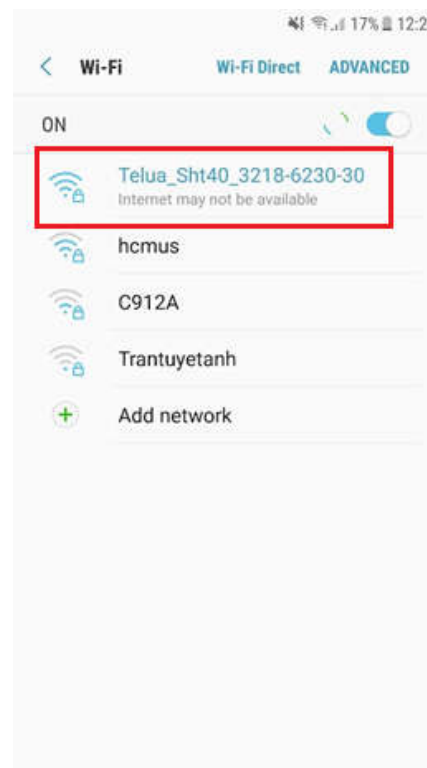 17% 12:2
Wi-Fi Wi-Fi Direct ADVANCED
ON
Telua_Sht40_3218-6230-30
Internet may not be available
hcmus
C912A
Trantuyetanh
Add network